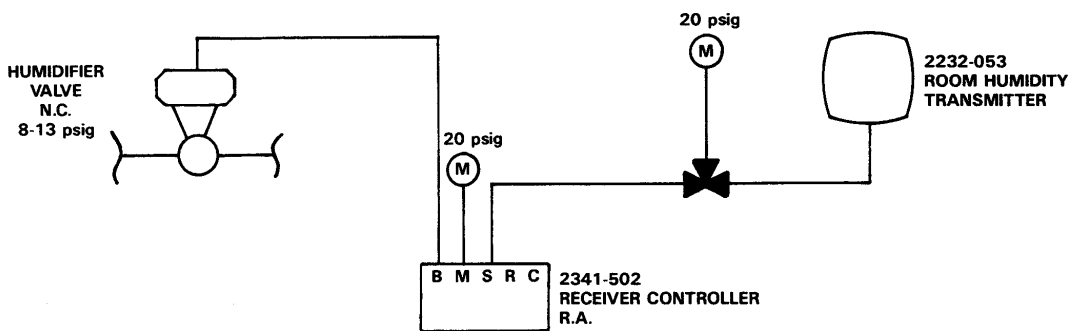 HUMIDIFIER
VALVE
N.C.
8-13 psig
20 psig
M
20 psig
M
2232-053
ROOM HUMIDITY
TRANSMITTER
B M S R C
2341-502
RECEIVER CONTROLLER
R.A.